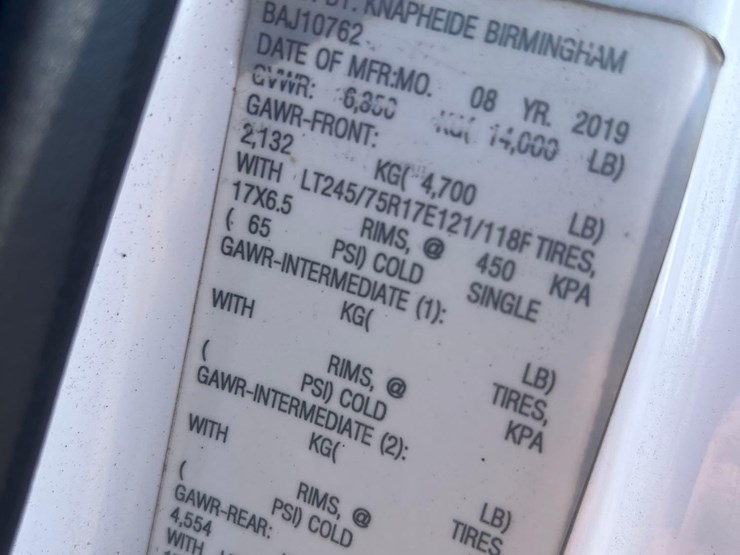 BY: KNAPHEIDE BIRMINGHAM
BAJ10762
DATE OF MFR:MO. 08 YR. 2019
GVWR: 6,350 KG( 14,000 LB)
GAWR-FRONT:
2,132 KG( 4,700 LB)
WITH LT245/75R17E121/118F TIRES,
17X6.5 RIMS, @ 450 KPA
( 65 PSI) COLD SINGLE
GAWR-INTERMEDIATE (1):
KG( LB)
WITH TIRES,
RIMS, @ KPA
( PSI) COLD
GAWR-INTERMEDIATE (2):
KG( LB)
WITH TIRES
RIMS, @
( PSI) COLD
GAWR-REAR:
4,554
WITH